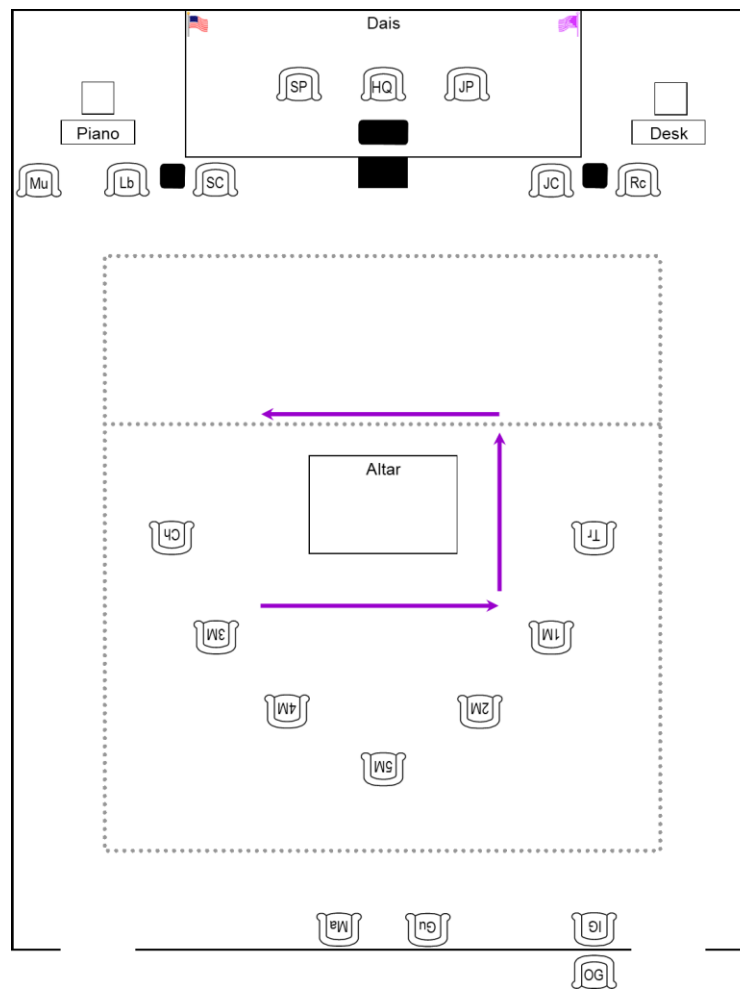 Dais
SP HQ JP
Piano Desk
Mu Lb SC JC Rc
Altar
Ch Tr
3M 1M
4M 2M
5M
Ma Gu IG
OG